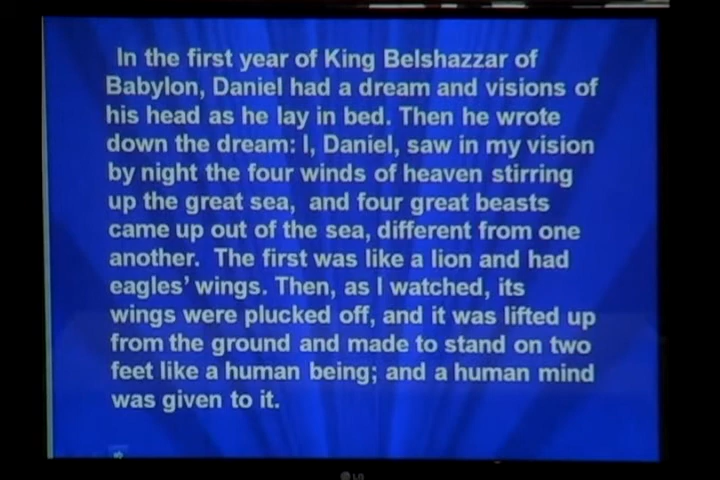 In the first year of King Belshazzar of
Babylon, Daniel had a dream and visions of
his head as he lay in bed. Then he wrote
down the dream: I, Daniel, saw in my vision
by night the four winds of heaven stirring
up the great sea,  and four great beasts
came up out of the sea, different from one
another.  The first was like a lion and had
eagles’ wings. Then, as I watched, its
wings were plucked off, and it was lifted up
from the ground and made to stand on two
feet like a human being; and a human mind
was given to it.
LG